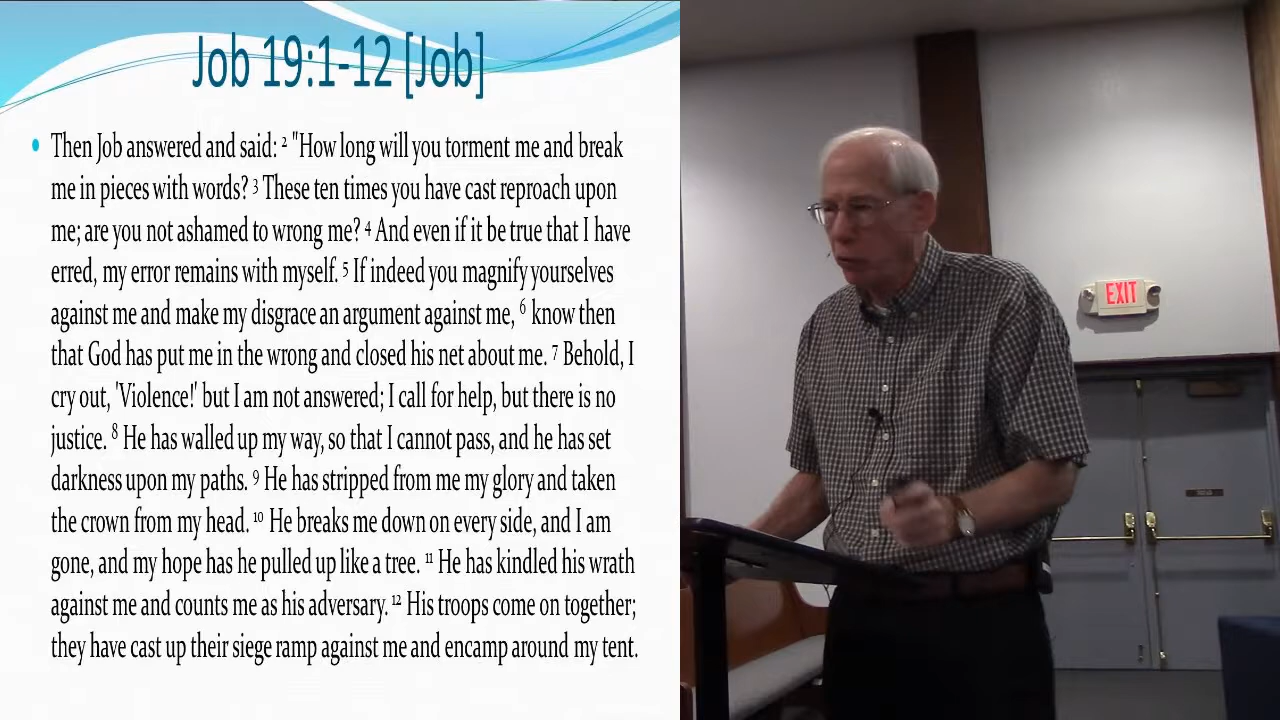 Job 19:1-12 [Job]
• Then Job answered and said: ² "How long will you torment me and break
me in pieces with words? ³ These ten times you have cast reproach upon
me; are you not ashamed to wrong me? ⁴ And even if it be true that I have
erred, my error remains with myself. ⁵ If indeed you magnify yourselves
against me and make my disgrace an argument against me, ⁶ know then
that God has put me in the wrong and closed his net about me. ⁷ Behold, I
cry out, 'Violence!' but I am not answered; I call for help, but there is no
justice. ⁸ He has walled up my way, so that I cannot pass, and he has set
darkness upon my paths. ⁹ He has stripped from me my glory and taken
the crown from my head. ¹⁰ He breaks me down on every side, and I am
gone, and my hope has he pulled up like a tree. ¹¹ He has kindled his wrath
against me and counts me as his adversary. ¹² His troops come on together;
they have cast up their siege ramp against me and encamp around my tent.
EXIT